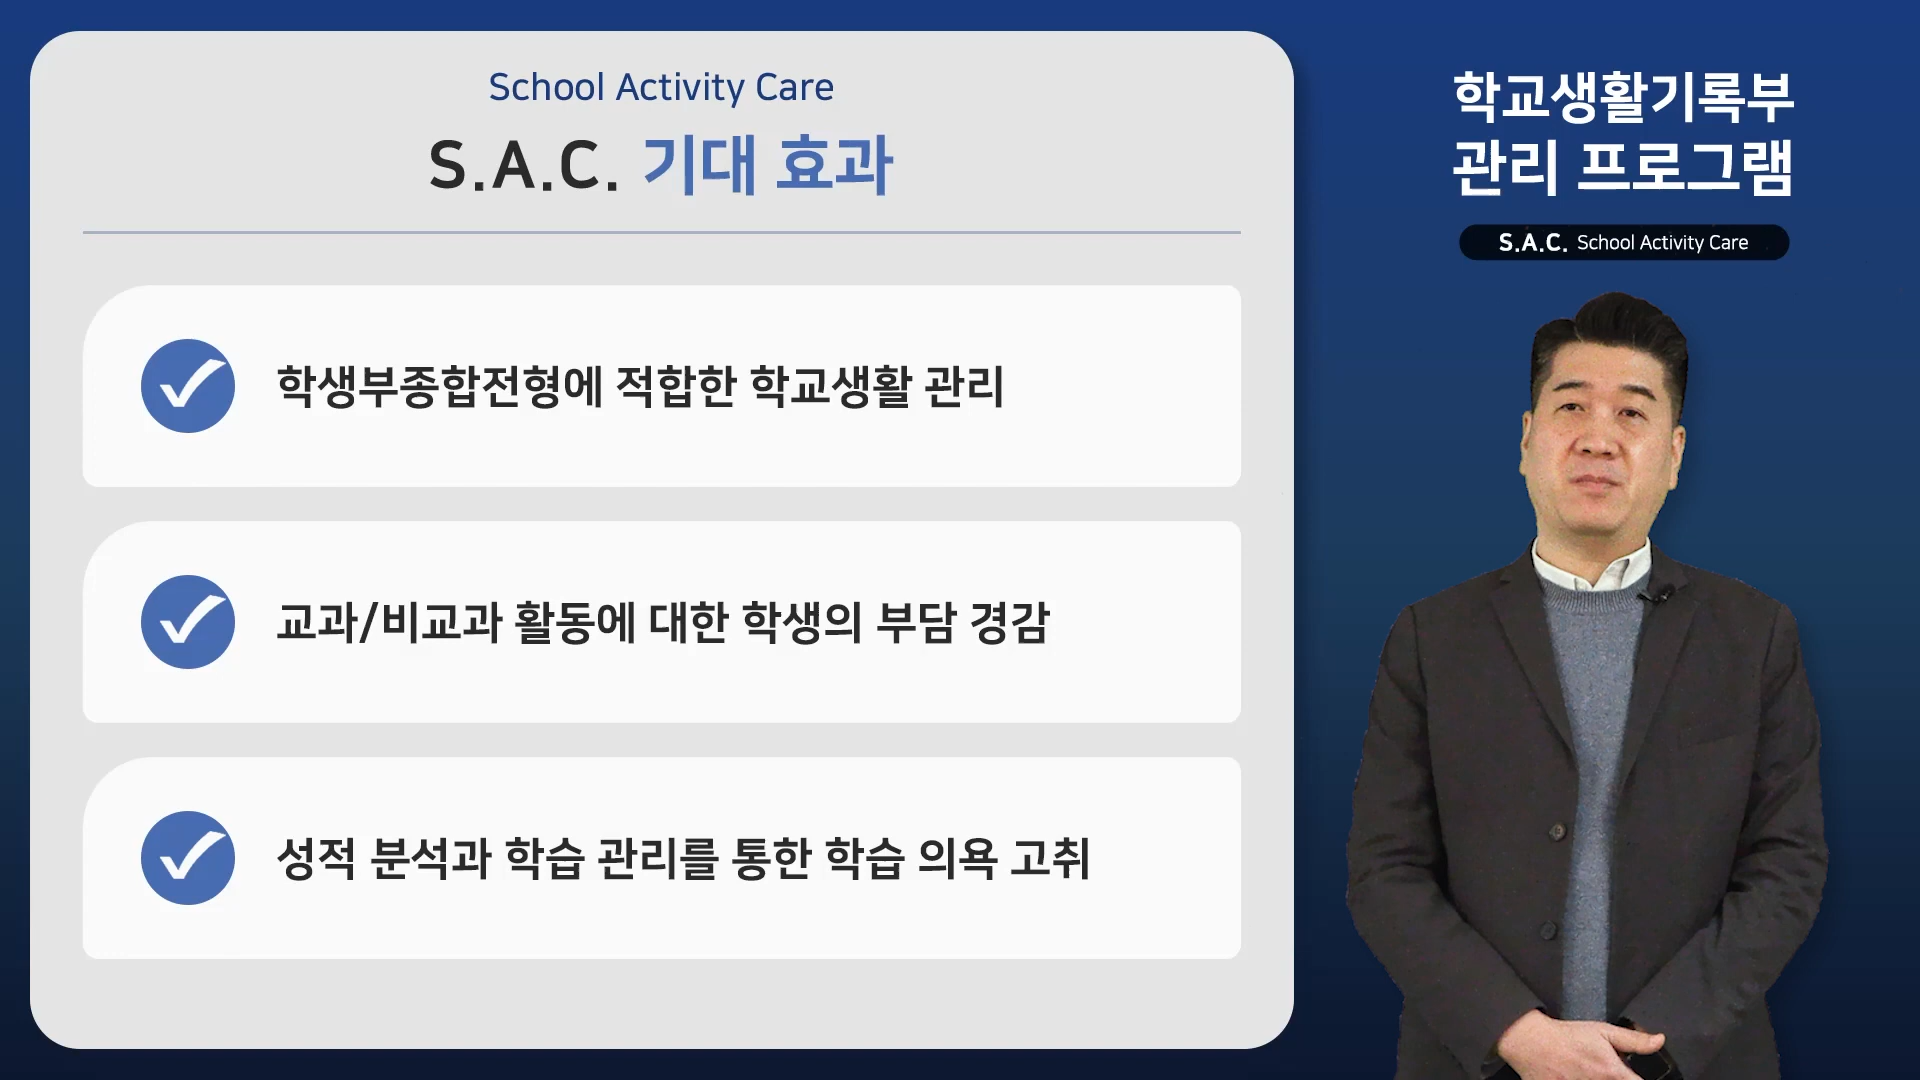 School Activity Care
S.A.C. 기대 효과
학생부종합전형에 적합한 학교생활 관리
교과/비교과 활동에 대한 학생의 부담 경감
성적 분석과 학습 관리를 통한 학습 의욕 고취
학교생활기록부
관리 프로그램
S.A.C. School Activity Care